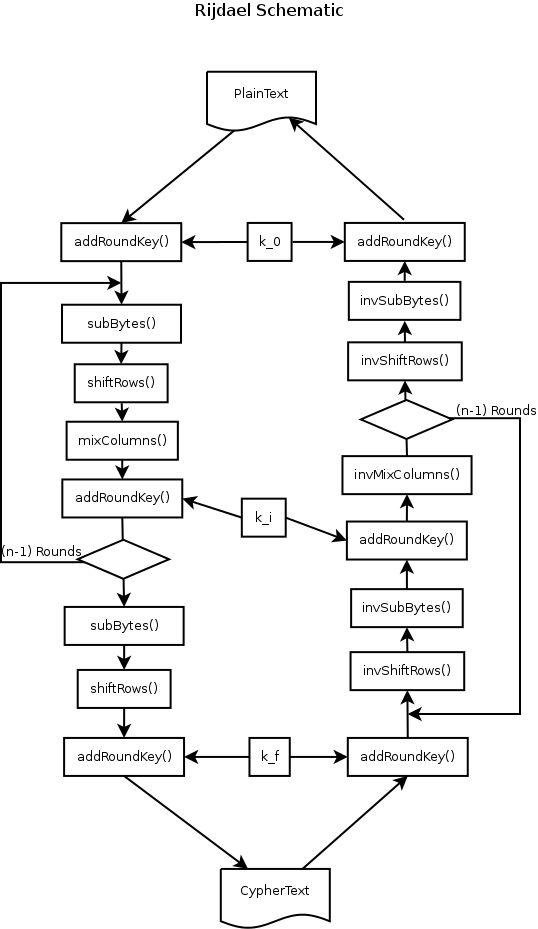 Rijdael Schematic
PlainText
addRoundKey()
k_0
addRoundKey()
invSubBytes()
subBytes()
invShiftRows()
shiftRows()
(n-1) Rounds
mixColumns()
invMixColumns()
addRoundKey()
k_i
addRoundKey()
(n-1) Rounds
invSubBytes()
subBytes()
invShiftRows()
shiftRows()
addRoundKey()
k_f
addRoundKey()
CypherText